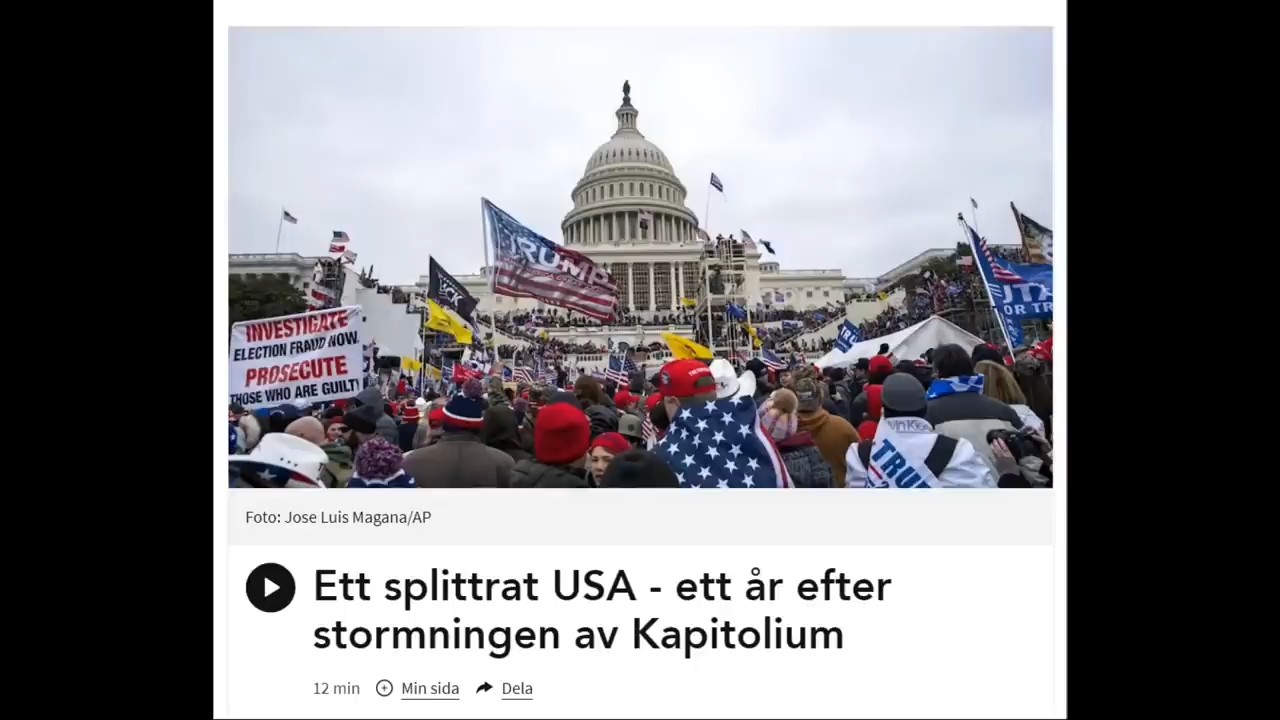 TRUMP
INVESTIGATE
ELECTION FRAUD NOW.
PROSECUTE
THOSE WHO ARE GUILTY
TRU
Foto: Jose Luis Magana/AP
Ett splittrat USA - ett år efter
stormningen av Kapitolium
12 min
Min sida
Dela